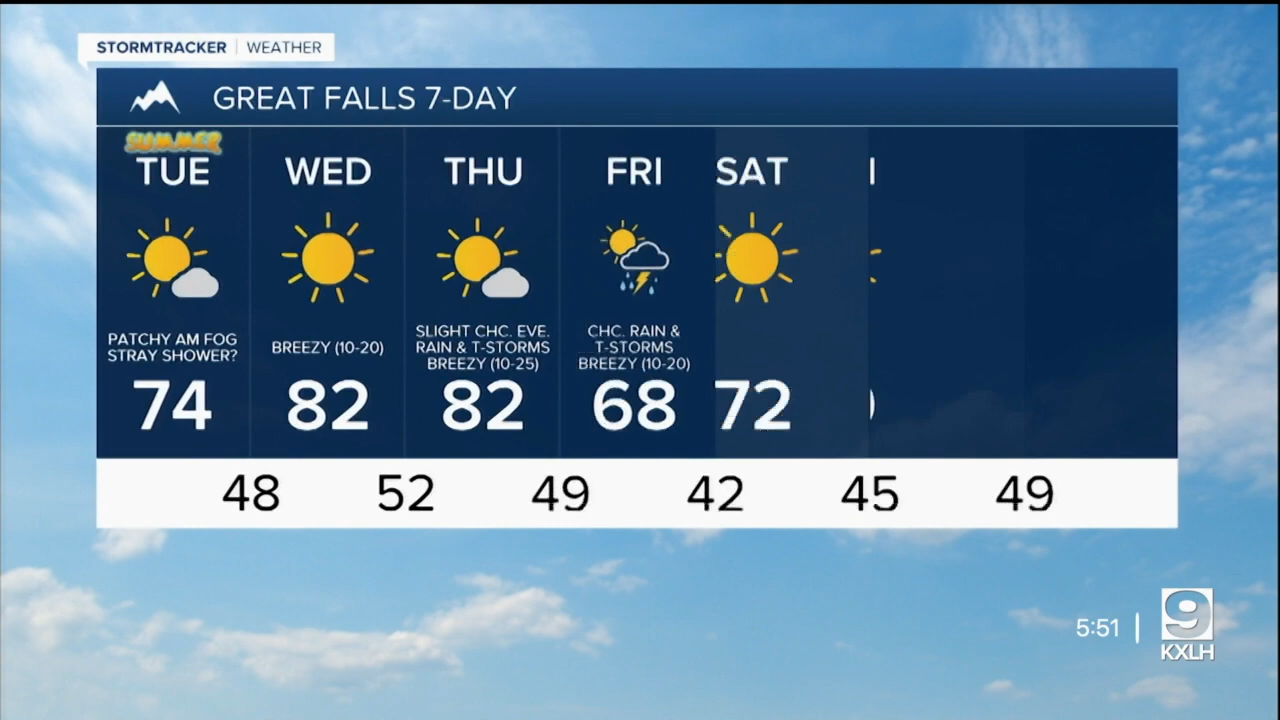 STORMTRACKER | WEATHER
GREAT FALLS 7-DAY
SUMMER
TUE
WED
THU
FRI
SAT
PATCHY AM FOG
STRAY SHOWER?
BREEZY (10-20)
SLIGHT CHC. EVE.
RAIN & T-STORMS
BREEZY (10-25)
CHC. RAIN &
T-STORMS
BREEZY (10-20)
74
82
82
68
72
48
52
49
42
45
49
5:51
9
KXLH